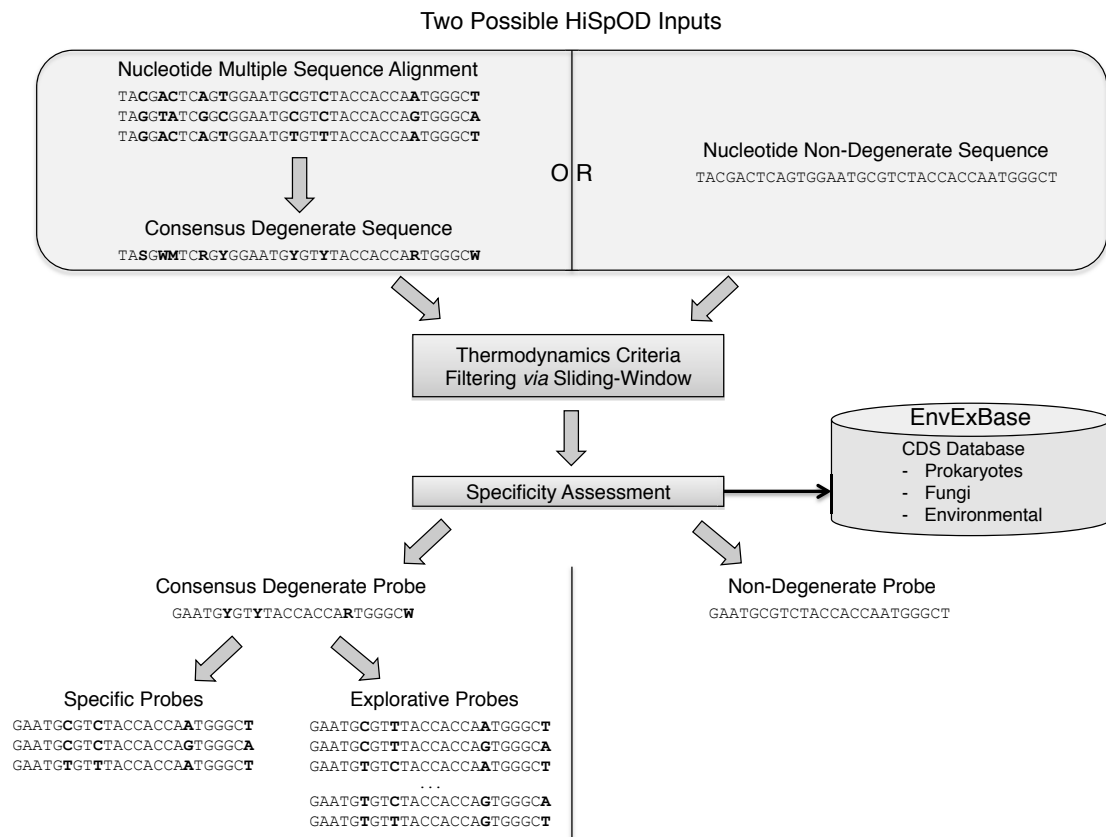 Two Possible HiSpOD Inputs
Nucleotide Multiple Sequence Alignment
TACGACTCAGTGGAATGCGTCTACCACCAATGGGCT
TAGGTATCGGCGGAATGCGTCTACCACCAGTGGGCA
TAGGACTCAGTGGAATGTGTTTACCACCAATGGGCT
Consensus Degenerate Sequence
TASGWMTCRGYGGAATGYGTYTACCACCARTGGGCW
OR
Nucleotide Non-Degenerate Sequence
TACGACTCAGTGGAATGCGTCTACCACCAATGGGCT
Thermodynamics Criteria
Filtering via Sliding-Window
Specificity Assessment
EnvExBase
CDS Database
- Prokaryotes
- Fungi
- Environmental
Consensus Degenerate Probe
GAATGYGTYTACCACCARTGGGCW
Non-Degenerate Probe
GAATGCGTCTACCACCAATGGGCT
Specific Probes
GAATGCGTCTACCACCAATGGGCT
GAATGCGTCTACCACCAGTGGGCA
GAATGTGTTTACCACCAATGGGCT
Explorative Probes
GAATGCGTTTACCACCAATGGGCT
GAATGCGTTTACCACCAGTGGGCA
GAATGTGTCTACCACCAATGGGCT
...
GAATGTGTCTACCACCAGTGGGCA
GAATGTGTTTACCACCAGTGGGCT